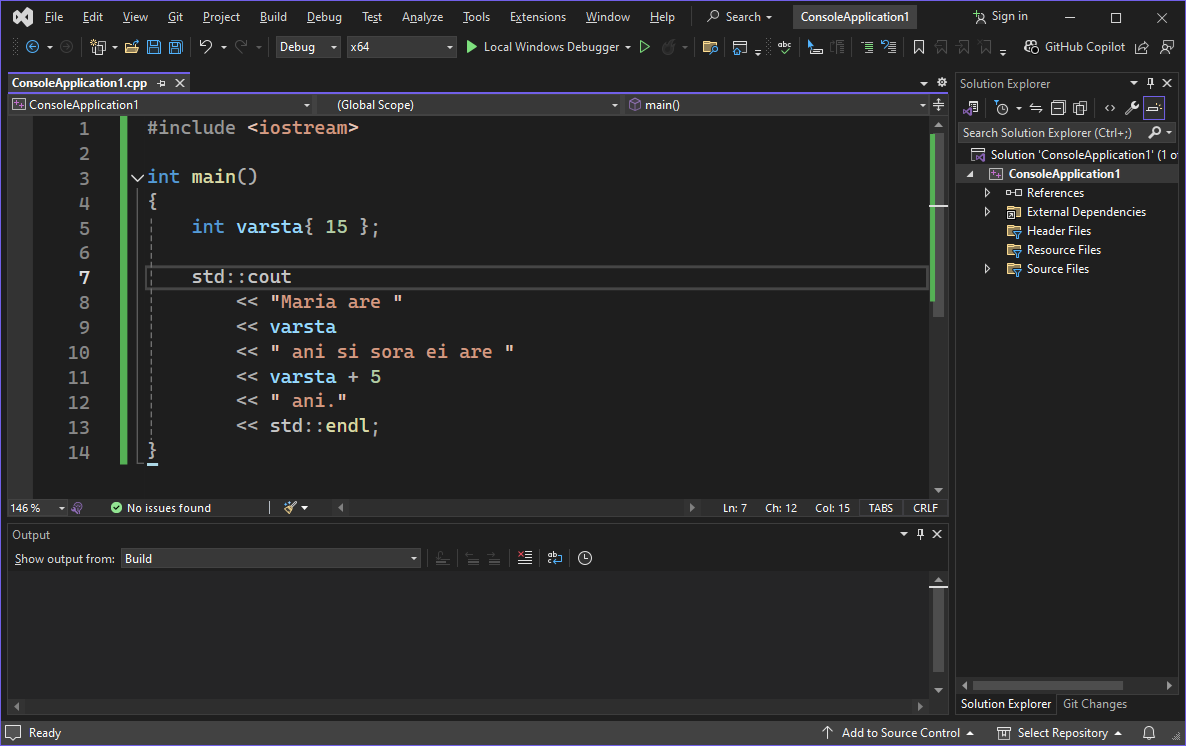 File Edit View Git Project Build Debug Test Analyze Tools Extensions Window Help Search ConsoleApplication1 Sign in
Debug x64 Local Windows Debugger GitHub Copilot
ConsoleApplication1.cpp
ConsoleApplication1 (Global Scope) main()
1 #include <iostream>
2
3 int main()
4 {
5 int varsta{ 15 };
6
7 std::cout
8 << "Maria are "
9 << varsta
10 << " ani si sora ei are "
11 << varsta + 5
12 << " ani."
13 << std::endl;
14 }
146 % No issues found Ln: 7 Ch: 12 Col: 15 TABS CRLF
Output
Show output from: Build
Solution Explorer
Search Solution Explorer (Ctrl+;)
Solution 'ConsoleApplication1' (1 o
ConsoleApplication1
References
External Dependencies
Header Files
Resource Files
Source Files
Solution Explorer Git Changes
Ready Add to Source Control Select Repository